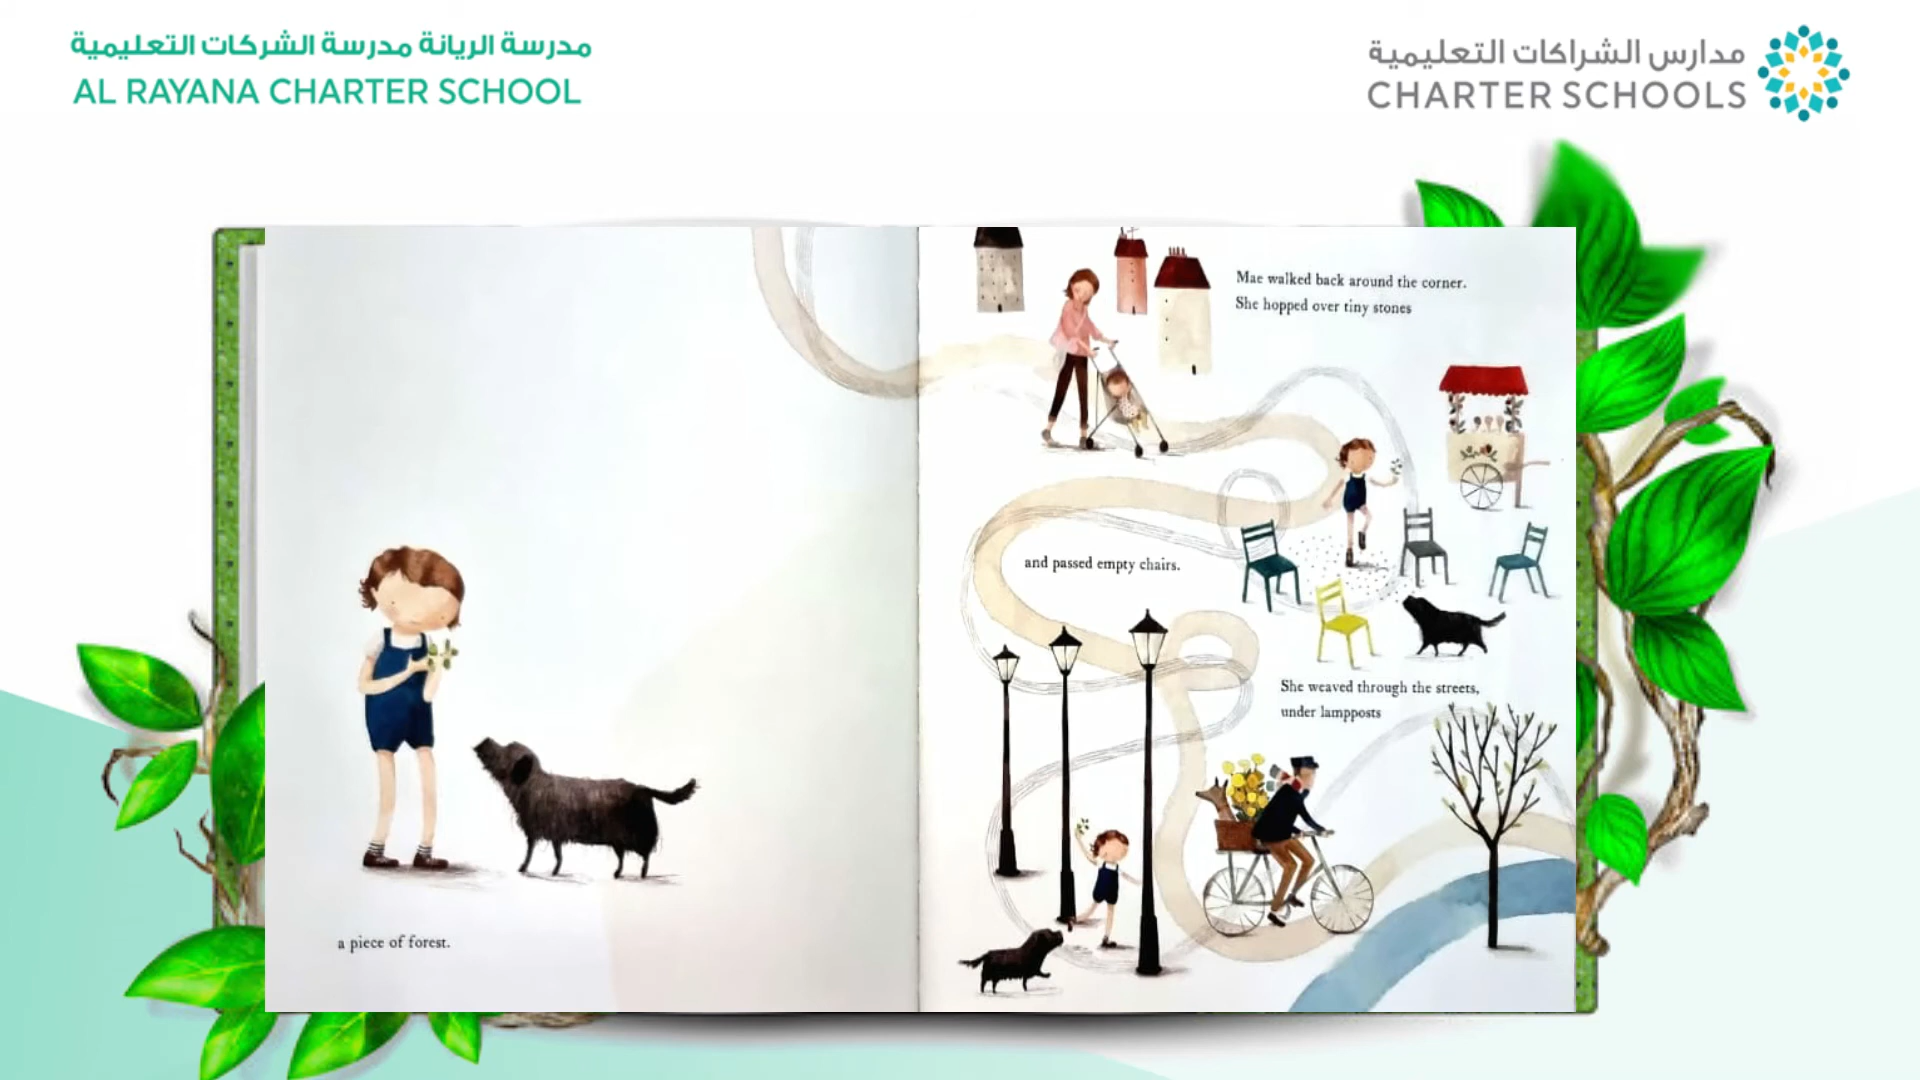 مدرسة الريانة مدرسة الشركات التعليمية
AL RAYANA CHARTER SCHOOL
مدارس الشراكات التعليمية
CHARTER SCHOOLS
a piece of forest.
Mae walked back around the corner.
She hopped over tiny stones
and passed empty chairs.
She weaved through the streets,
under lampposts